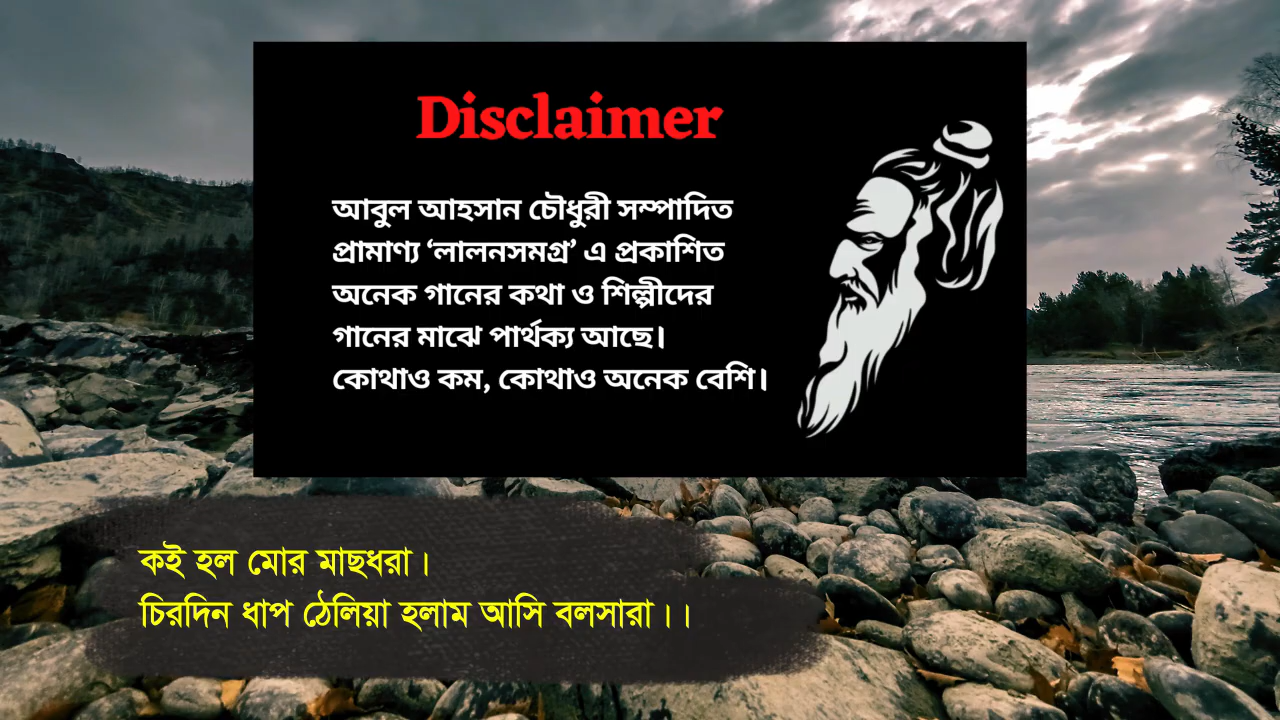 Disclaimer
আবুল আহসান চৌধুরী সম্পাদিত
প্রামাণ্য ‘লালনসমগ্র’ এ প্রকাশিত
অনেক গানের কথা ও শিল্পীদের
গানের মাঝে পার্থক্য আছে।
কোথাও কম, কোথাও অনেক বেশি।
কই হল মোর মাছধরা।
চিরদিন ধাপ ঠেলিয়া হলাম আসি বলসারা।।